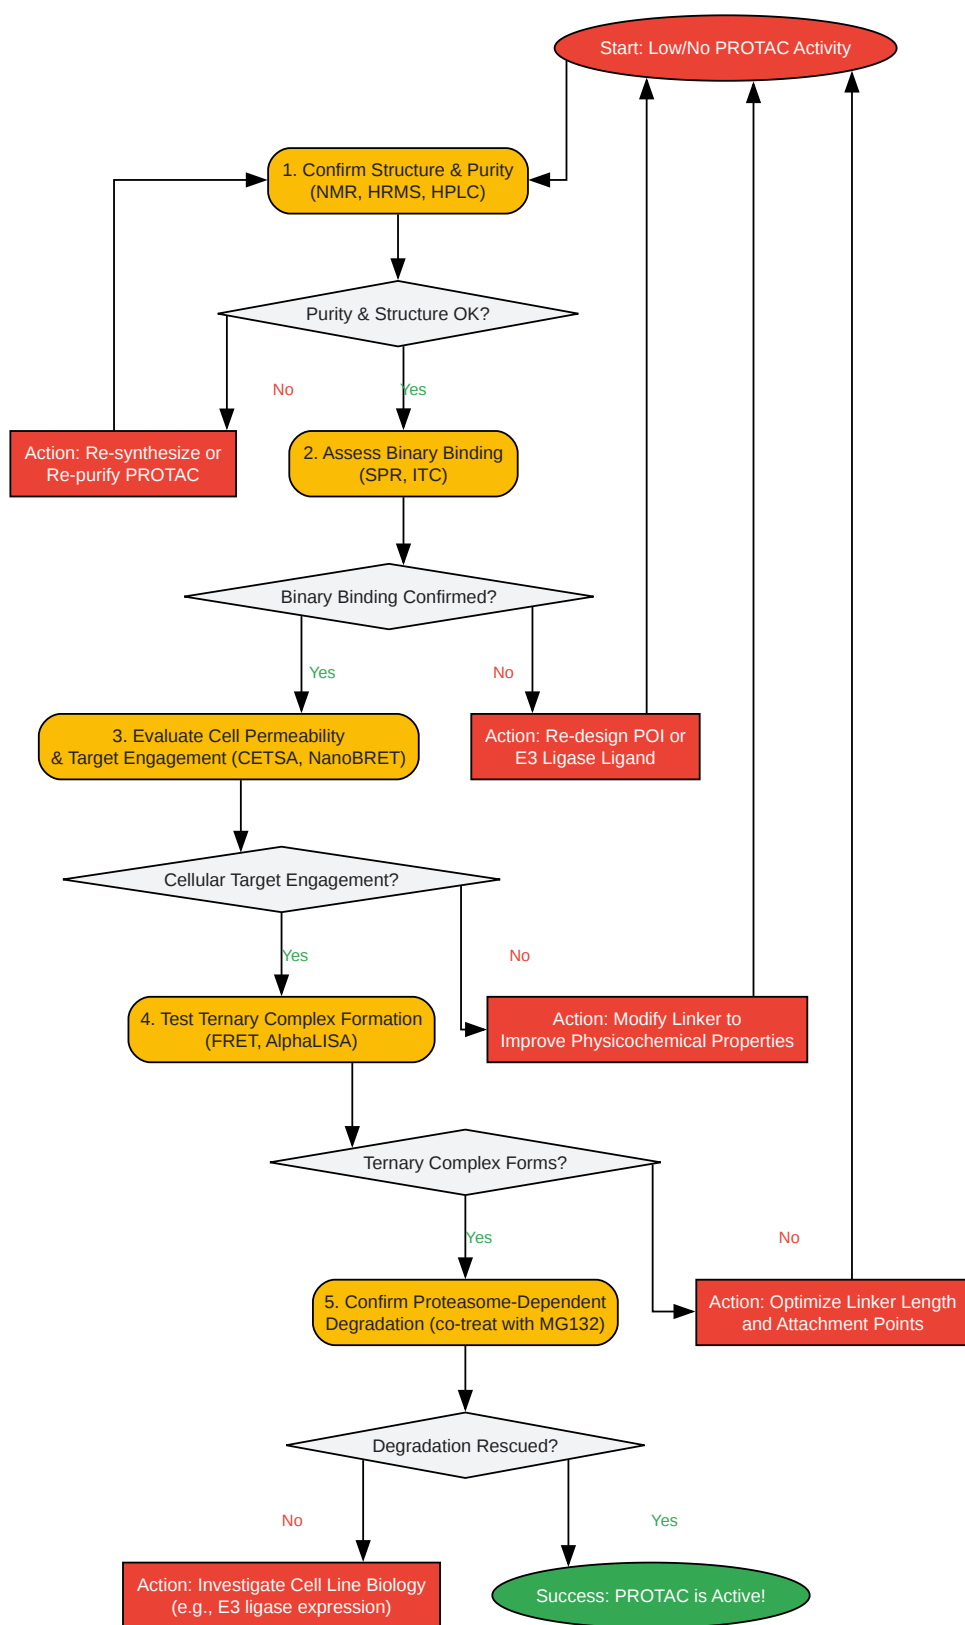 Start: Low/No PROTAC Activity
1. Confirm Structure & Purity
(NMR, HRMS, HPLC)
Purity & Structure OK?
No
Yes
Action: Re-synthesize or
Re-purify PROTAC
2. Assess Binary Binding
(SPR, ITC)
Binary Binding Confirmed?
Yes
No
3. Evaluate Cell Permeability
& Target Engagement (CETSA, NanoBRET)
Action: Re-design POI or
E3 Ligase Ligand
Cellular Target Engagement?
Yes
No
4. Test Ternary Complex Formation
(FRET, AlphaLISA)
Action: Modify Linker to
Improve Physicochemical Properties
Ternary Complex Forms?
Yes
No
5. Confirm Proteasome-Dependent
Degradation (co-treat with MG132)
Action: Optimize Linker Length
and Attachment Points
Degradation Rescued?
No
Yes
Action: Investigate Cell Line Biology
(e.g., E3 ligase expression)
Success: PROTAC is Active!